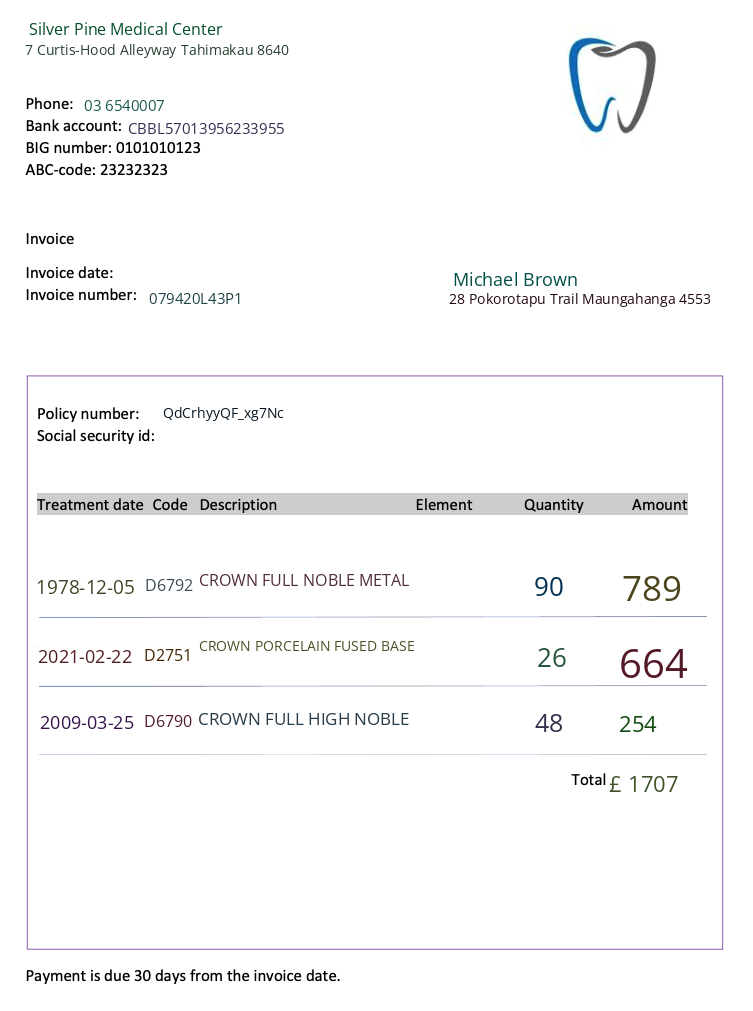 Silver Pine Medical Center
7 Curtis-Hood Alleyway Tahimakau 8640
Phone: 03 6540007
Bank account: CBBL57013956233955
BIG number: 0101010123
ABC-code: 23232323
Invoice
Invoice date:
Invoice number: 079420L43P1
Michael Brown
28 Pokorotapu Trail Maungahanga 4553
Policy number: QdCrhyyQF_xg7Nc
Social security id:
Treatment date Code Description Element Quantity Amount
1978-12-05 D6792 CROWN FULL NOBLE METAL 90 789
2021-02-22 D2751 CROWN PORCELAIN FUSED BASE 26 664
2009-03-25 D6790 CROWN FULL HIGH NOBLE 48 254
Total £ 1707
Payment is due 30 days from the invoice date.